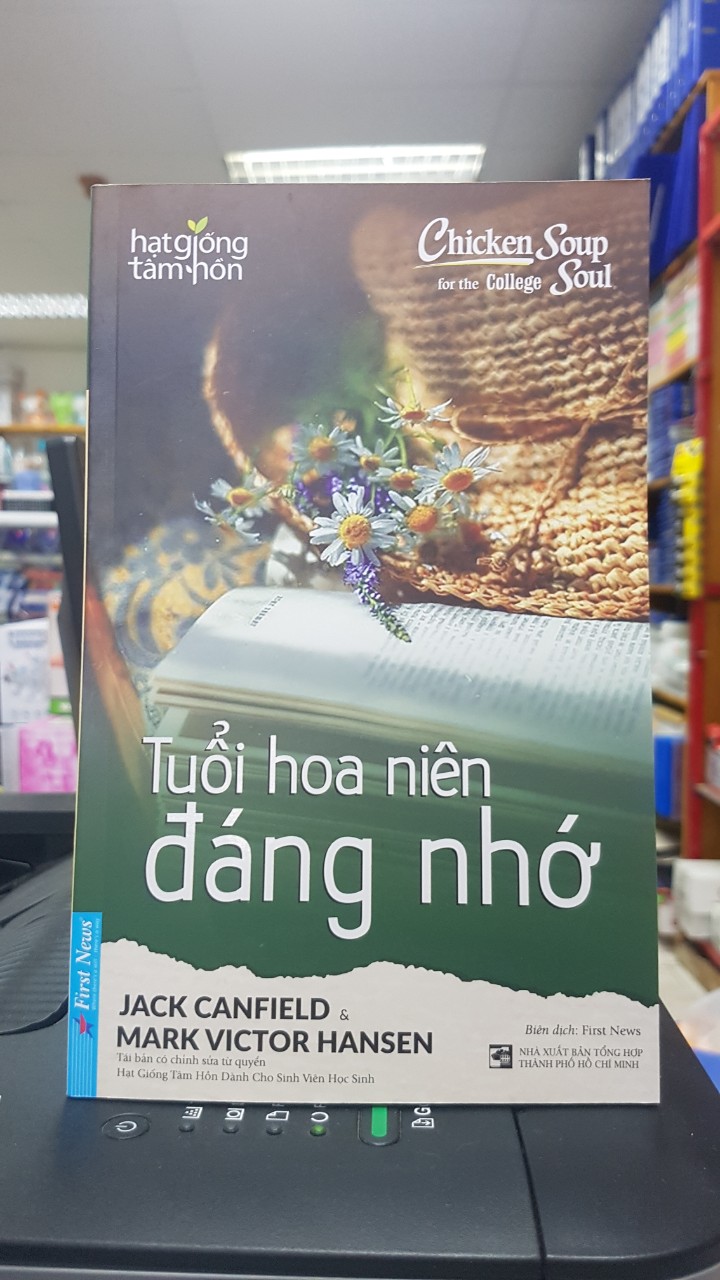 hạt giống
tâm hồn
Chicken Soup
for the College Soul
Tuổi hoa niên
đáng nhớ
First News
JACK CANFIELD &
MARK VICTOR HANSEN
Tái bản có chỉnh sửa từ quyển
Hạt Giống Tâm Hồn Dành Cho Sinh Viên Học Sinh
Biên dịch: First News
NHÀ XUẤT BẢN TỔNG HỢP
THÀNH PHỐ HỒ CHÍ MINH